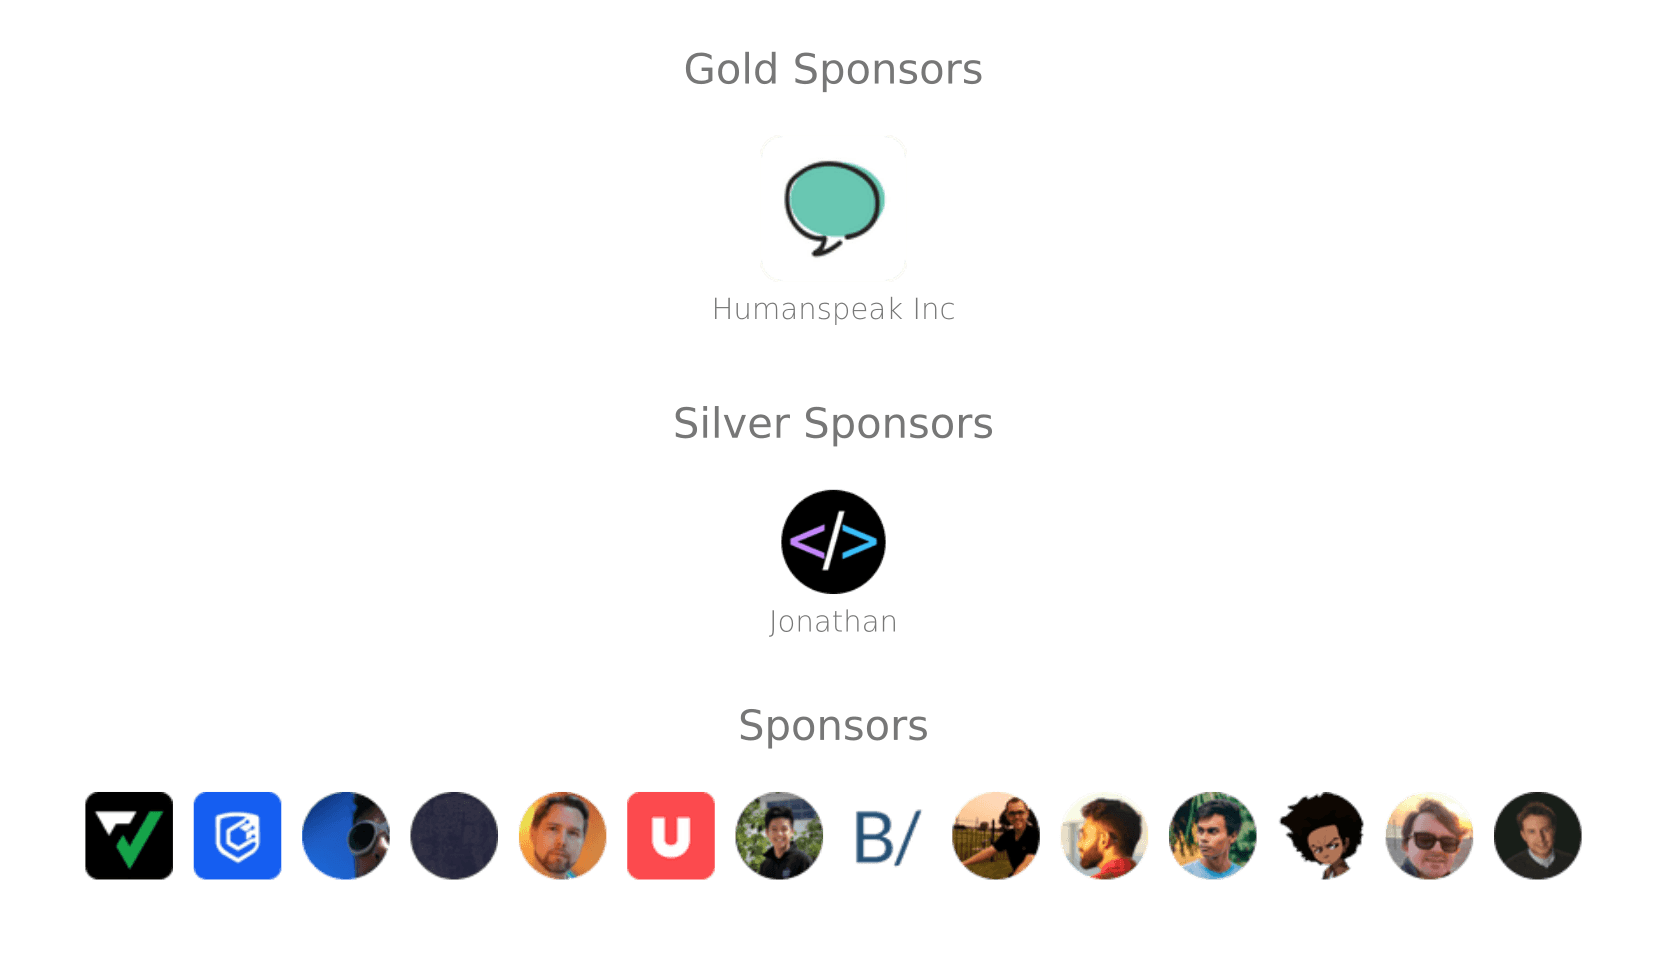 Gold Sponsors
Humanspeak Inc
Silver Sponsors
</>
Jonathan
Sponsors
U
B/